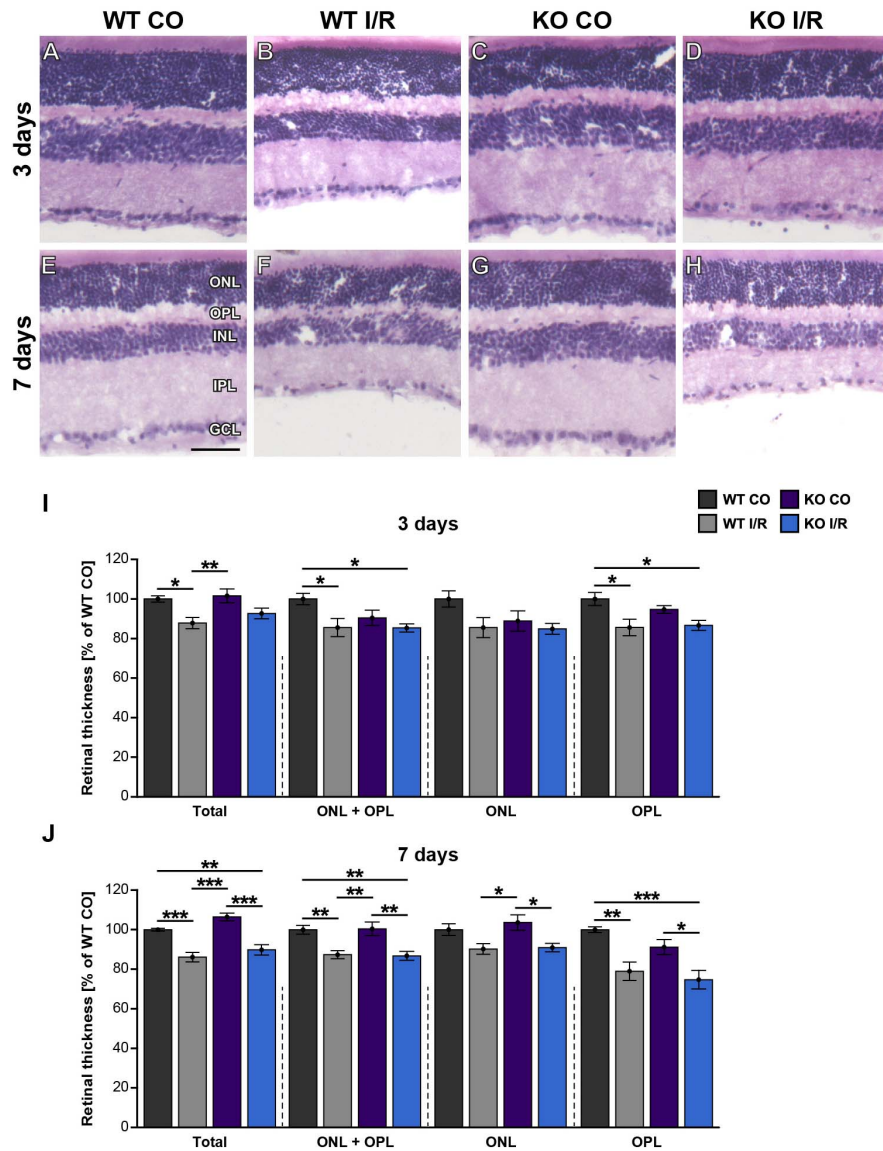 WT CO WT I/R KO CO KO I/R
3 days
A B C D
7 days
E F G H
ONL
OPL
INL
IPL
GCL
I
WT CO KO CO
WT I/R KO I/R
3 days
Retinal thickness [% of WT CO]
120
100
80
60
40
20
0
* ** * * * *
Total ONL + OPL ONL OPL
J
7 days
Retinal thickness [% of WT CO]
120
100
80
60
40
20
0
** *** *** *** ** ** ** ** * * *** ** *
Total ONL + OPL ONL OPL